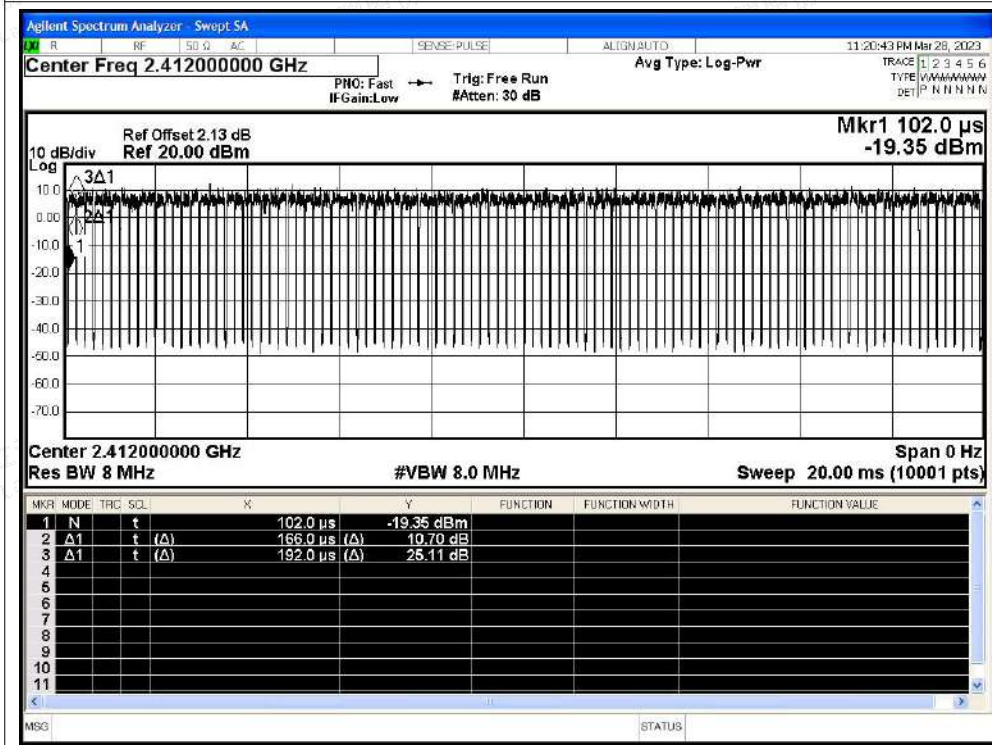 Agilent Spectrum Analyzer - Swept SA
LXI R RF 50 Ω AC SENSE:PULSE ALIGN AUTO 11:20:43 PM Mar 28, 2023
Center Freq 2.412000000 GHz Avg Type: Log-Pwr TRACE 1 2 3 4 5 6
PNO: Fast Trig: Free Run TYPE WWWWWWW
IFGain:Low #Atten: 30 dB DET P N N N N N
Mkr1 102.0 µs
Ref Offset 2.13 dB
10 dB/div Ref 20.00 dBm -19.35 dBm
Log
3Δ1
10.0
0.00 2Δ1
-10.0 1
-20.0
-30.0
-40.0
-50.0
-60.0
-70.0
Center 2.412000000 GHz Span 0 Hz
Res BW 8 MHz #VBW 8.0 MHz Sweep 20.00 ms (10001 pts)
MKR MODE TRC SCL X Y FUNCTION FUNCTION WIDTH FUNCTION VALUE
1 N t 102.0 µs -19.35 dBm
2 Δ1 t (Δ) 166.0 µs (Δ) 10.70 dB
3 Δ1 t (Δ) 192.0 µs (Δ) 25.11 dB
4
5
6
7
8
9
10
11
MSG STATUS